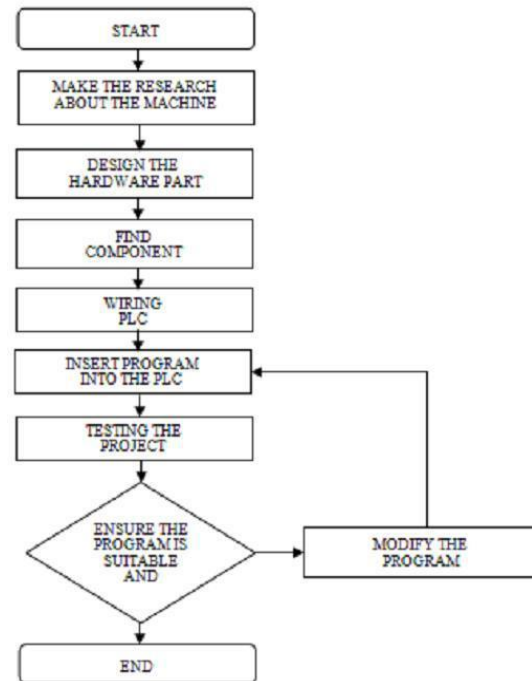 START
MAKE THE RESEARCH
ABOUT THE MACHINE
DESIGN THE
HARDWARE PART
FIND
COMPONENT
WIRING
PLC
INSERT PROGRAM
INTO THE PLC
TESTING THE
PROJECT
ENSURE THE
PROGRAM IS
SUITABLE
AND
MODIFY THE
PROGRAM
END